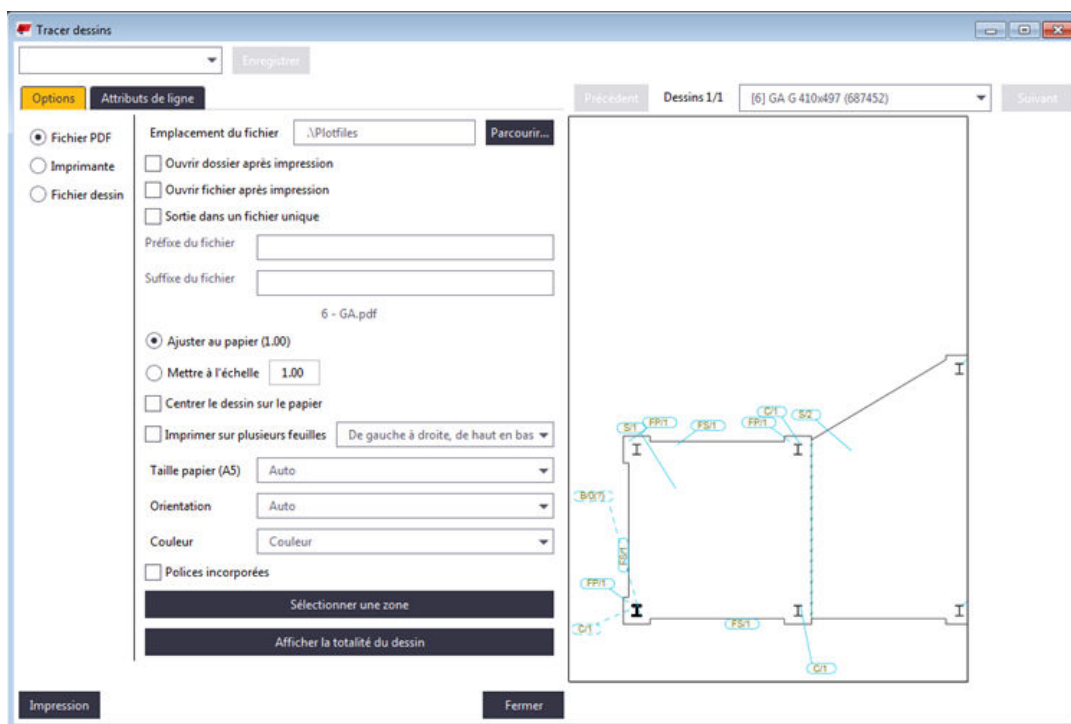 Tracer dessins
Enregistrer
Options
Attributs de ligne
Précédent
Dessins 1/1
[6] GA G 410x497 (687452)
Suivant
Fichier PDF
Imprimante
Fichier dessin
Emplacement du fichier
.\Plotfiles
Parcourir...
Ouvrir dossier après impression
Ouvrir fichier après impression
Sortie dans un fichier unique
Préfixe du fichier
Suffixe du fichier
6 - GA.pdf
Ajuster au papier (1.00)
Mettre à l'échelle
1.00
Centrer le dessin sur le papier
Imprimer sur plusieurs feuilles
De gauche à droite, de haut en bas
Taille papier (A5)
Auto
Orientation
Auto
Couleur
Couleur
Polices incorporées
Sélectionner une zone
Afficher la totalité du dessin
Impression
Fermer
C/1
S/2
S/1
FP/1
FS/1
FP/1
B/0(?)
FS/1
FP/1
C/1
FS/1
C/1